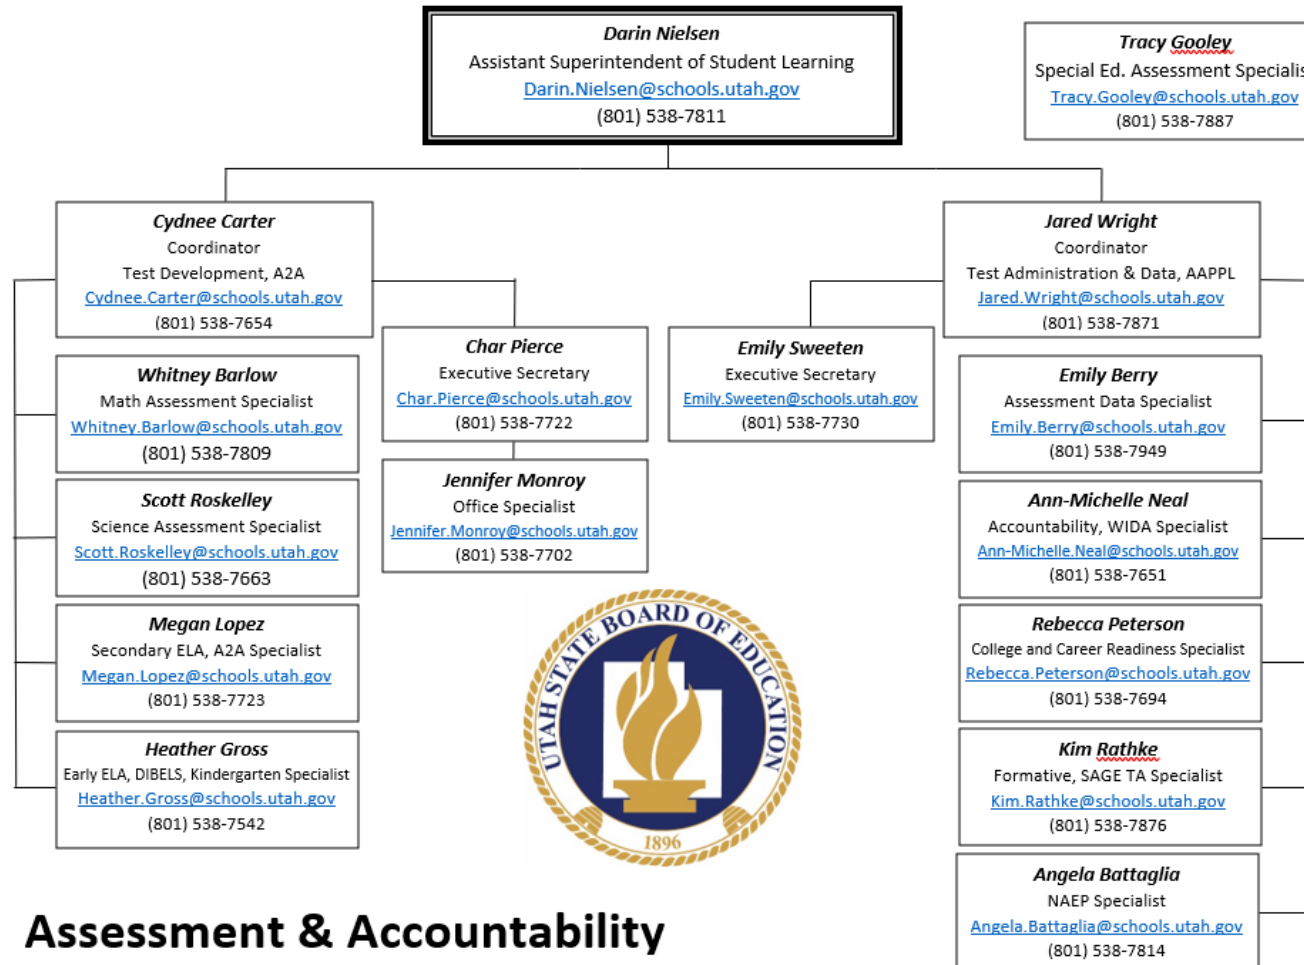 Darin Nielsen
Assistant Superintendent of Student Learning
Darin.Nielsen@schools.utah.gov
(801) 538-7811
Tracy Gooley
Special Ed. Assessment Specialis
Tracy.Gooley@schools.utah.gov
(801) 538-7887
Cydnee Carter
Coordinator
Test Development, A2A
Cydnee.Carter@schools.utah.gov
(801) 538-7654
Jared Wright
Coordinator
Test Administration & Data, AAPPL
Jared.Wright@schools.utah.gov
(801) 538-7871
Char Pierce
Executive Secretary
Char.Pierce@schools.utah.gov
(801) 538-7722
Emily Sweeten
Executive Secretary
Emily.Sweeten@schools.utah.gov
(801) 538-7730
Whitney Barlow
Math Assessment Specialist
Whitney.Barlow@schools.utah.gov
(801) 538-7809
Emily Berry
Assessment Data Specialist
Emily.Berry@schools.utah.gov
(801) 538-7949
Jennifer Monroy
Office Specialist
Jennifer.Monroy@schools.utah.gov
(801) 538-7702
Scott Roskelley
Science Assessment Specialist
Scott.Roskelley@schools.utah.gov
(801) 538-7663
Ann-Michelle Neal
Accountability, WIDA Specialist
Ann-Michelle.Neal@schools.utah.gov
(801) 538-7651
Megan Lopez
Secondary ELA, A2A Specialist
Megan.Lopez@schools.utah.gov
(801) 538-7723
Rebecca Peterson
College and Career Readiness Specialist
Rebecca.Peterson@schools.utah.gov
(801) 538-7694
Heather Gross
Early ELA, DIBELS, Kindergarten Specialist
Heather.Gross@schools.utah.gov
(801) 538-7542
Kim Rathke
Formative, SAGE TA Specialist
Kim.Rathke@schools.utah.gov
(801) 538-7876
UTAH STATE BOARD OF EDUCATION
1896
Angela Battaglia
NAEP Specialist
Angela.Battaglia@schools.utah.gov
(801) 538-7814
Assessment & Accountability